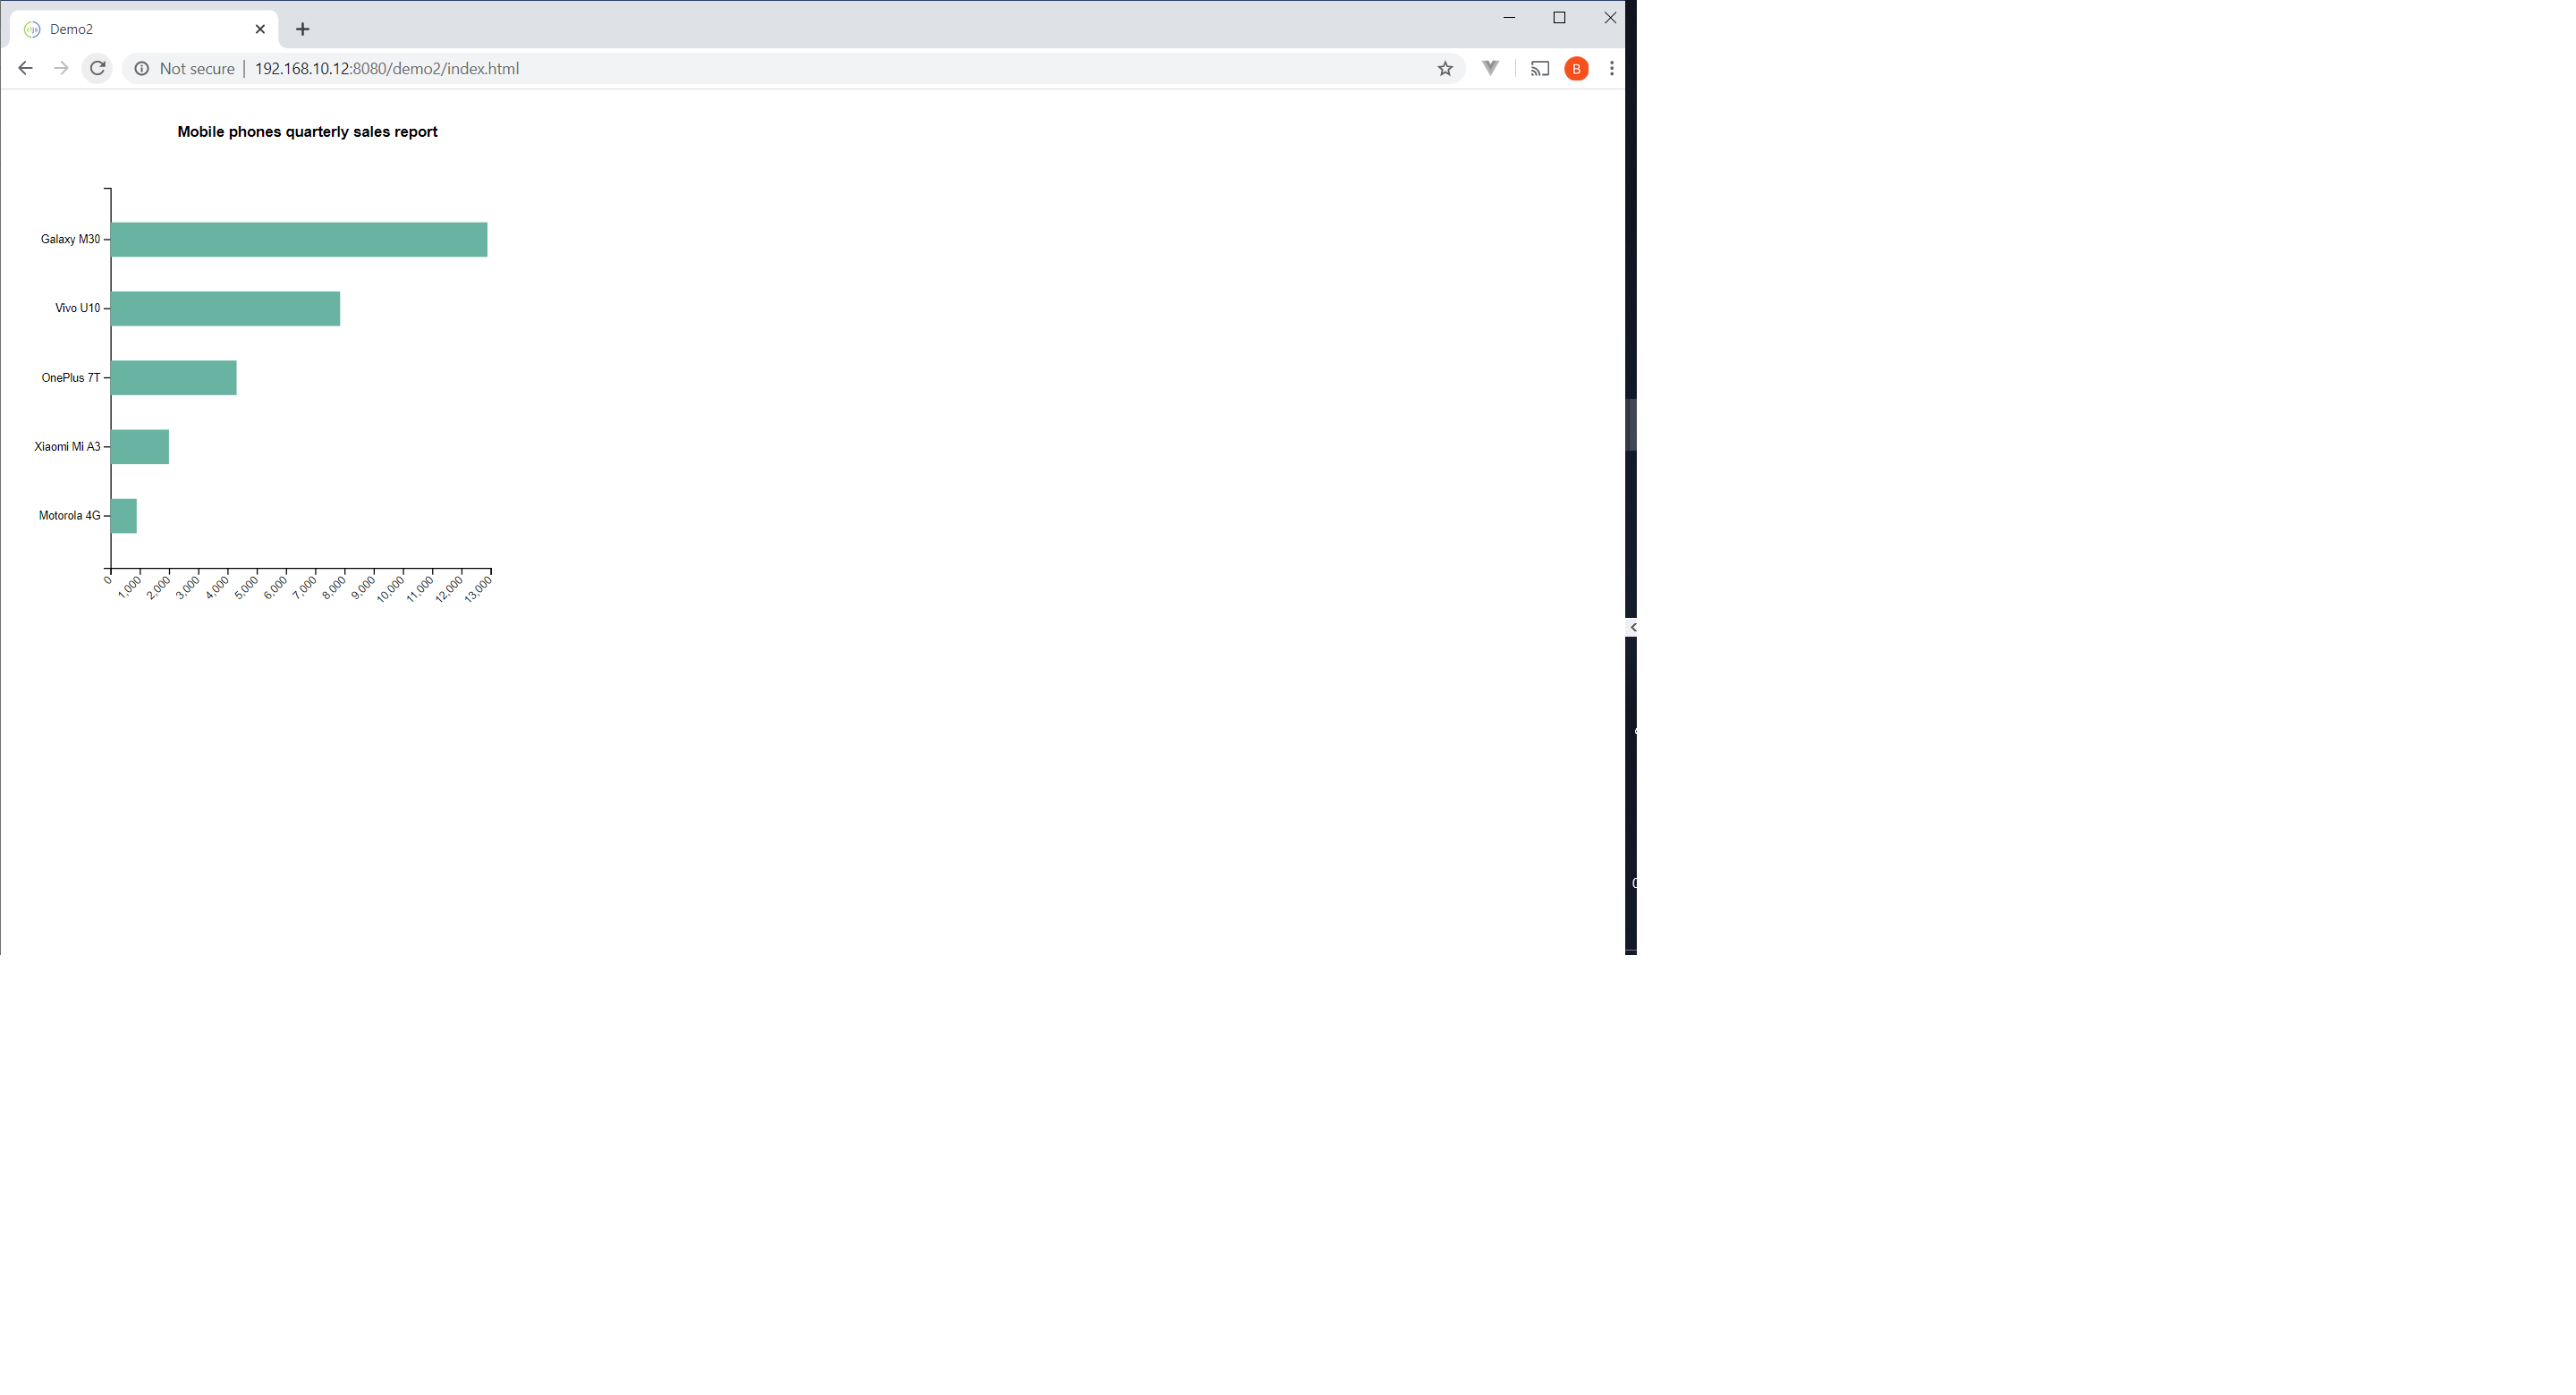 Demo2
Not secure | 192.168.10.12:8080/demo2/index.html
B
Mobile phones quarterly sales report
Galaxy M30
Vivo U10
OnePlus 7T
Xiaomi Mi A3
Motorola 4G
0 1,000 2,000 3,000 4,000 5,000 6,000 7,000 8,000 9,000 10,000 11,000 12,000 13,000